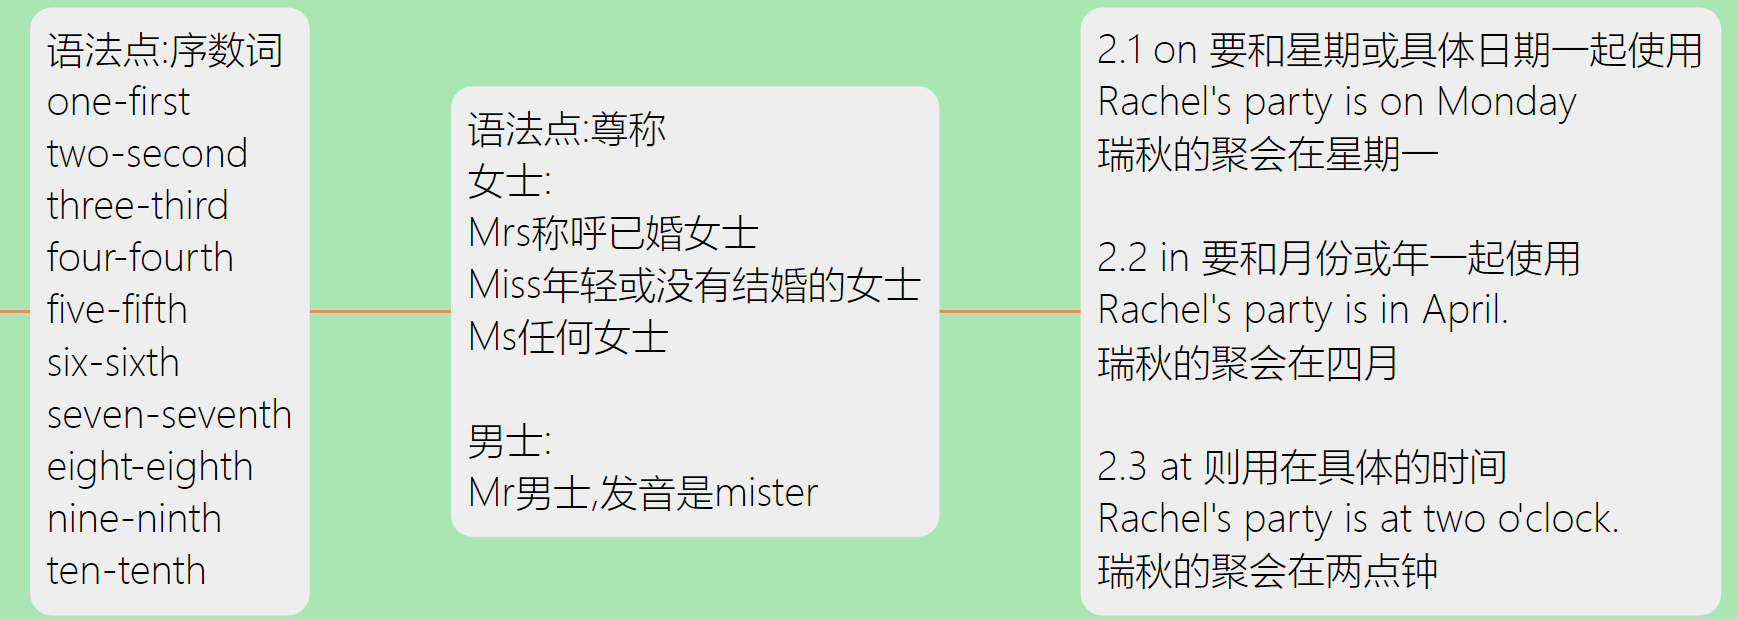 语法点:序数词
one-first
two-second
three-third
four-fourth
five-fifth
six-sixth
seven-seventh
eight-eighth
nine-ninth
ten-tenth
语法点:尊称
女士:
Mrs称呼已婚女士
Miss年轻或没有结婚的女士
Ms任何女士
男士:
Mr男士,发音是mister
2.1 on 要和星期或具体日期一起使用
Rachel's party is on Monday
瑞秋的聚会在星期一
2.2 in 要和月份或年一起使用
Rachel's party is in April.
瑞秋的聚会在四月
2.3 at 则用在具体的时间
Rachel's party is at two o'clock.
瑞秋的聚会在两点钟